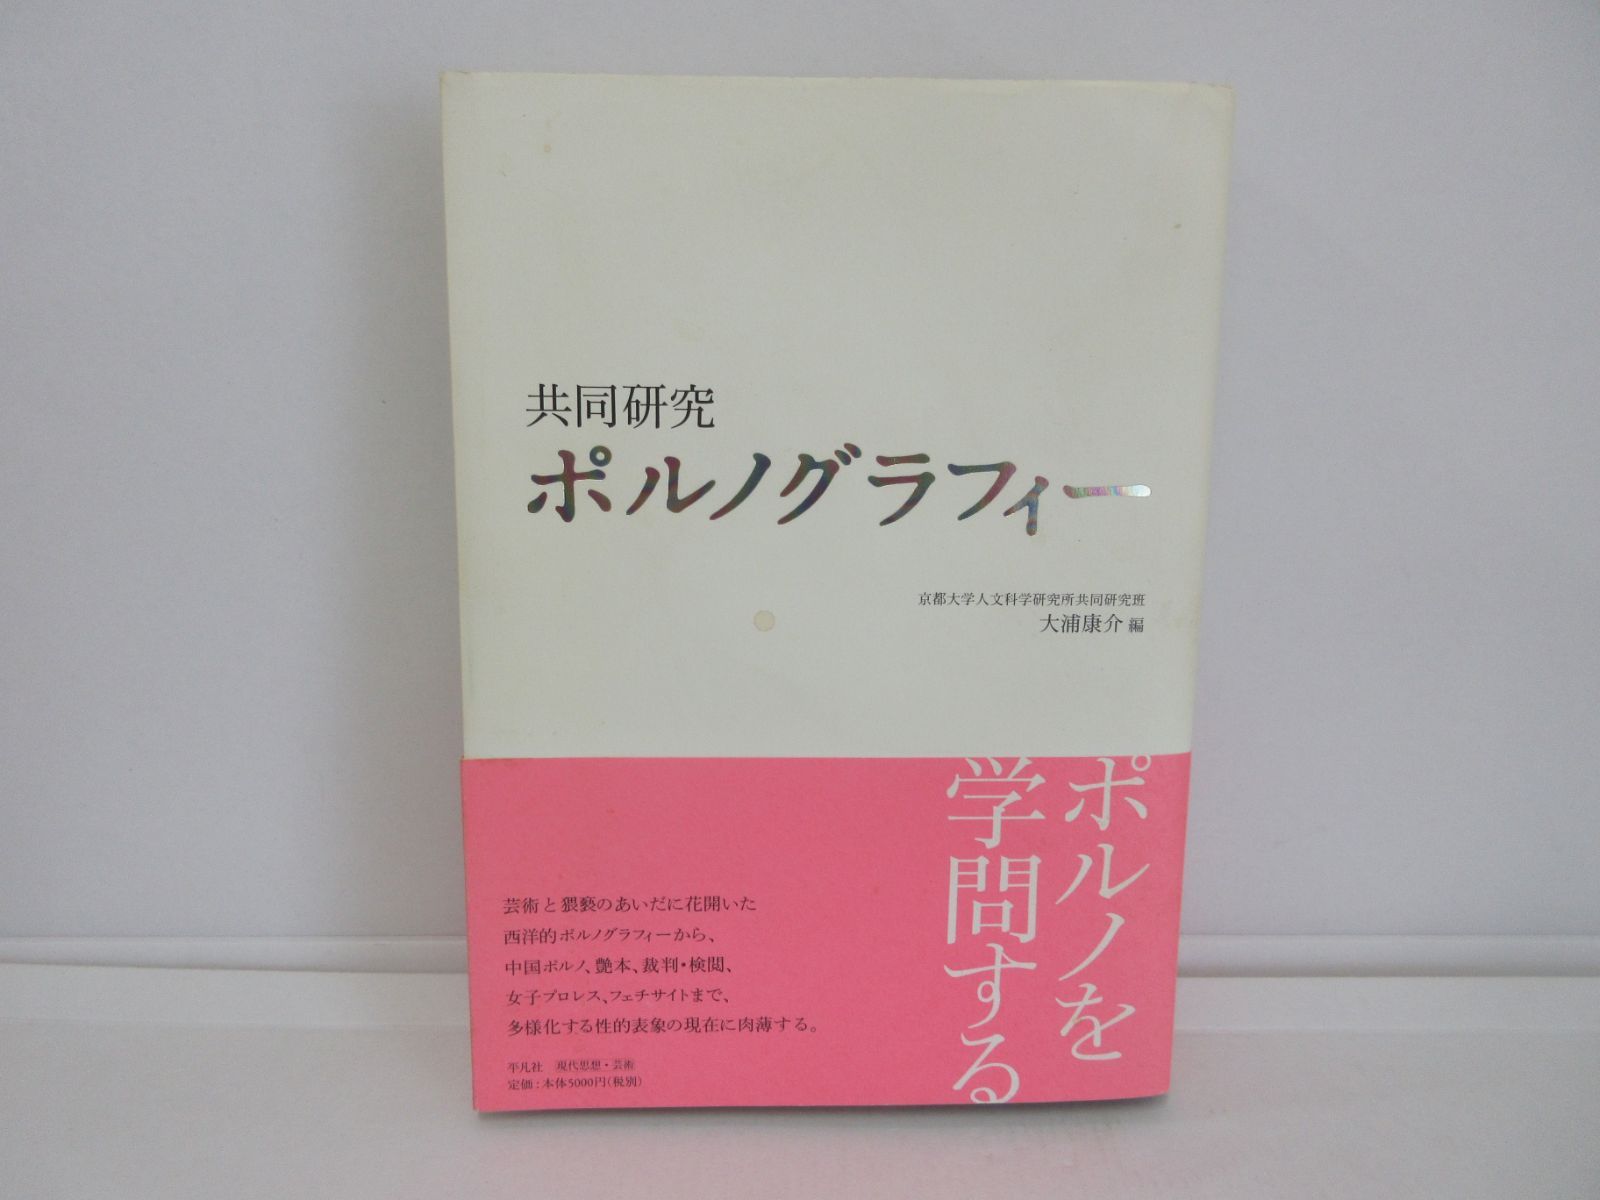 共同研究
ポルノグラフィー
京都大学人文科学研究所共同研究班
大浦康介 編
ポルノを
学問する
芸術と猥褻のあいだに花開いた
西洋的ポルノグラフィーから、
中国ポルノ、艶本、裁判・検閲、
女子プロレス、フェチサイトまで、
多様化する性的表象の現在に肉薄する。
平凡社 現代思想・芸術
定価：本体5000円（税別）